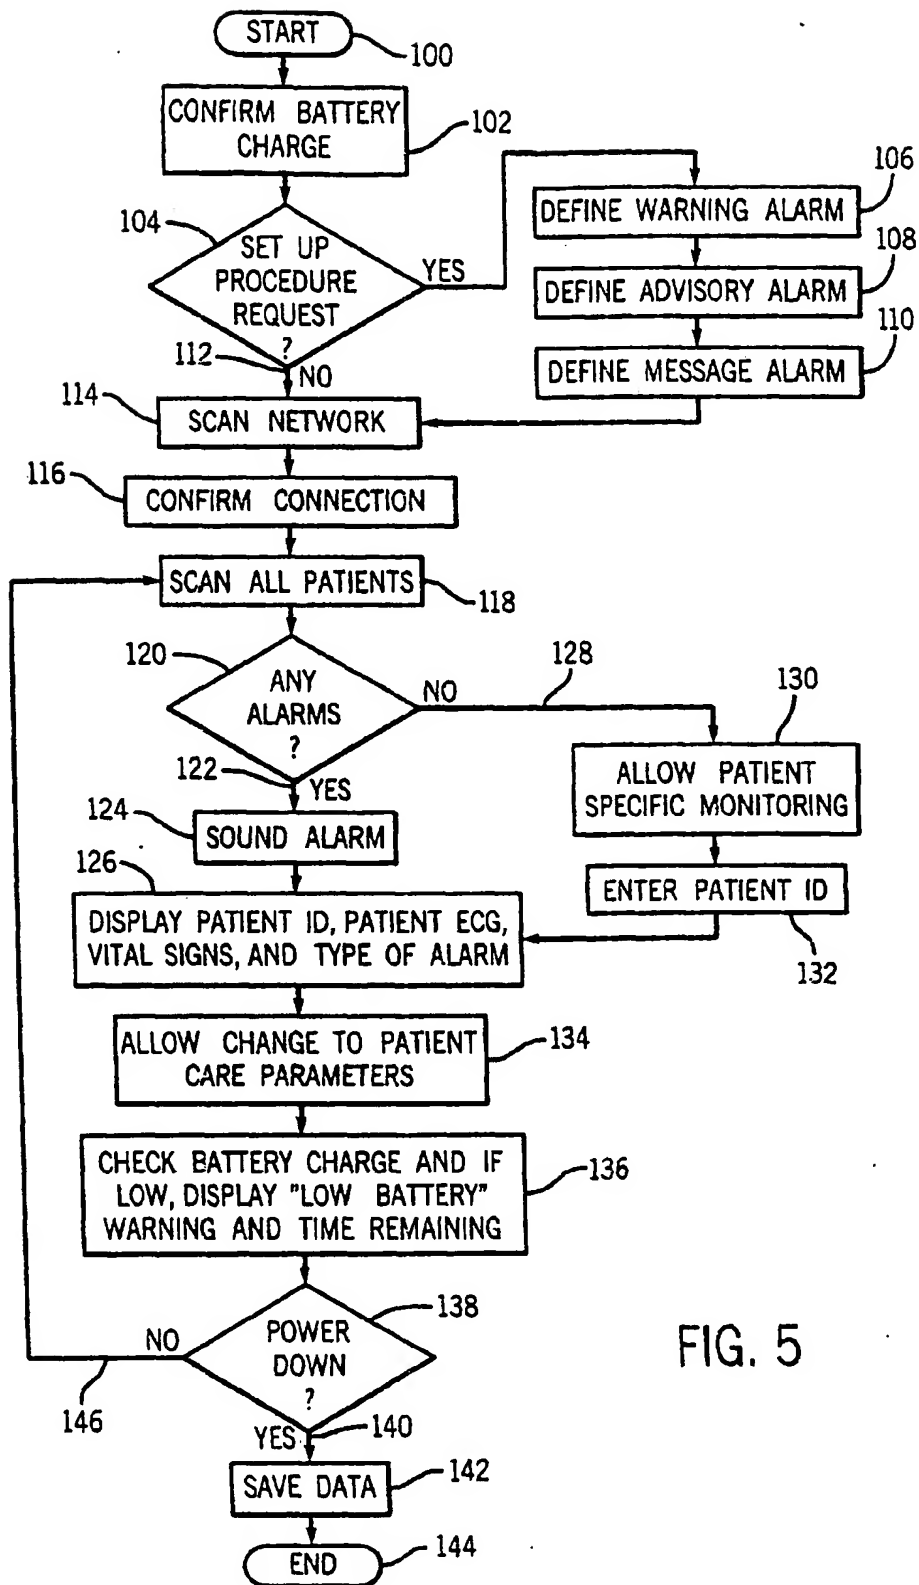 START
100
CONFIRM BATTERY
CHARGE
102
104
SET UP
PROCEDURE
REQUEST
?
YES
106
DEFINE WARNING ALARM
108
DEFINE ADVISORY ALARM
110
DEFINE MESSAGE ALARM
112
NO
114
SCAN NETWORK
116
CONFIRM CONNECTION
SCAN ALL PATIENTS
118
120
ANY
ALARMS
?
NO
128
130
ALLOW PATIENT
SPECIFIC MONITORING
122
YES
124
SOUND ALARM
ENTER PATIENT ID
132
126
DISPLAY PATIENT ID, PATIENT ECG,
VITAL SIGNS, AND TYPE OF ALARM
ALLOW CHANGE TO PATIENT
CARE PARAMETERS
134
CHECK BATTERY CHARGE AND IF
LOW, DISPLAY "LOW BATTERY"
WARNING AND TIME REMAINING
136
138
POWER
DOWN
?
NO
146
YES
140
SAVE DATA
142
END
144
FIG. 5